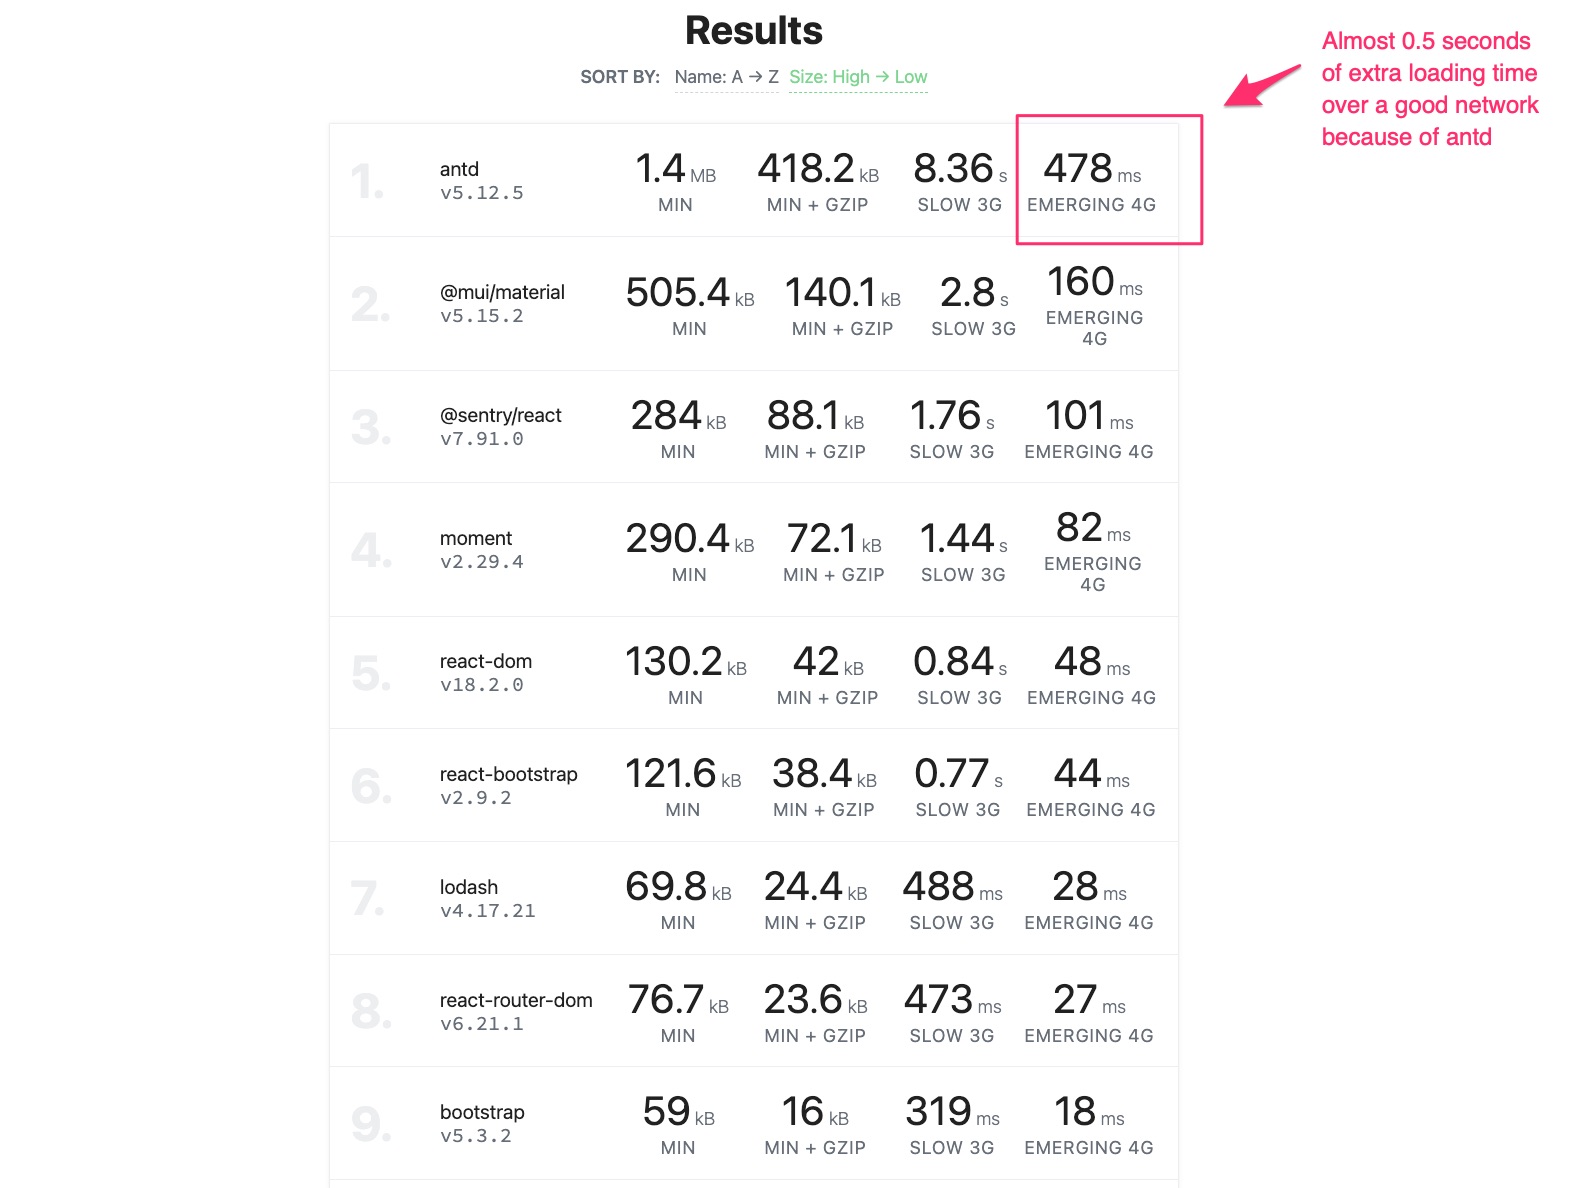 Results
SORT BY: Name: A → Z Size: High → Low
Almost 0.5 seconds
of extra loading time
over a good network
because of antd
1. antd v5.12.5 1.4 MB MIN 418.2 kB MIN + GZIP 8.36 s SLOW 3G 478 ms EMERGING 4G
2. @mui/material v5.15.2 505.4 kB MIN 140.1 kB MIN + GZIP 2.8 s SLOW 3G 160 ms EMERGING 4G
3. @sentry/react v7.91.0 284 kB MIN 88.1 kB MIN + GZIP 1.76 s SLOW 3G 101 ms EMERGING 4G
4. moment v2.29.4 290.4 kB MIN 72.1 kB MIN + GZIP 1.44 s SLOW 3G 82 ms EMERGING 4G
5. react-dom v18.2.0 130.2 kB MIN 42 kB MIN + GZIP 0.84 s SLOW 3G 48 ms EMERGING 4G
6. react-bootstrap v2.9.2 121.6 kB MIN 38.4 kB MIN + GZIP 0.77 s SLOW 3G 44 ms EMERGING 4G
7. lodash v4.17.21 69.8 kB MIN 24.4 kB MIN + GZIP 488 ms SLOW 3G 28 ms EMERGING 4G
8. react-router-dom v6.21.1 76.7 kB MIN 23.6 kB MIN + GZIP 473 ms SLOW 3G 27 ms EMERGING 4G
9. bootstrap v5.3.2 59 kB MIN 16 kB MIN + GZIP 319 ms SLOW 3G 18 ms EMERGING 4G